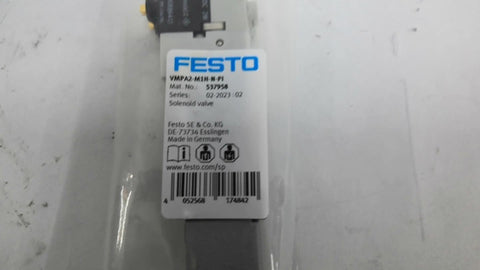 FESTO
VMPA2-M1H-N-PI
Mat. No.: 537958
Series: 02-2023 : 02
Solenoid valve
Festo SE & Co. KG
DE-73734 Esslingen
Made in Germany
www.festo.com/sp
4 052568 174842